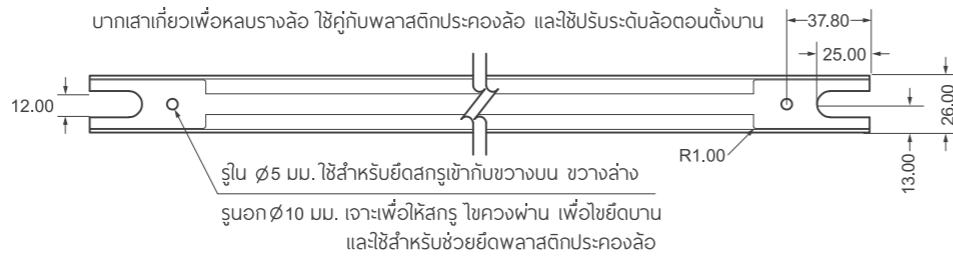 บากเสาเกี่ยวเพื่อหลบรางล้อ ใช้คู่กับพลาสติกประคองล้อ และใช้ปรับระดับล้อตอนตั้งบาน
37.80
25.00
12.00
26.00
13.00
R1.00
รูใน Ø5 มม. ใช้สำหรับยึดสกรูเข้ากับขวางบน ขวางล่าง
รูนอก Ø10 มม. เจาะเพื่อให้สกรู ไขควงผ่าน เพื่อไขยึดบาน
และใช้สำหรับช่วยยึดพลาสติกประคองล้อ